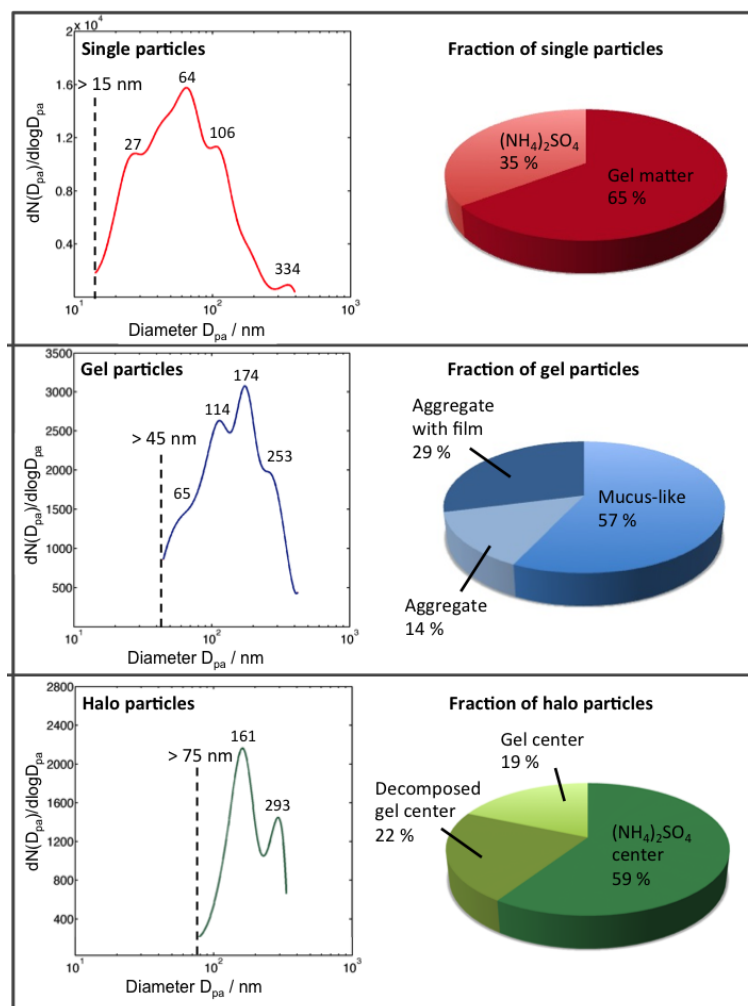 x 10⁴
Single particles
Fraction of single particles
2
1.6
1.2
0.8
0.4
dN(Dₚₐ)/dlogDₚₐ
> 15 nm
27
64
106
334
10¹
10²
10³
Diameter Dₚₐ / nm
(NH₄)₂SO₄
35 %
Gel matter
65 %
Gel particles
Fraction of gel particles
3500
3000
2500
2000
1500
1000
500
dN(Dₚₐ)/dlogDₚₐ
> 45 nm
65
114
174
253
10¹
10²
10³
Diameter Dₚₐ / nm
Aggregate
with film
29 %
Mucus-like
57 %
Aggregate
14 %
Halo particles
Fraction of halo particles
2800
2400
2000
1600
1200
800
400
dN(Dₚₐ)/dlogDₚₐ
> 75 nm
161
293
10¹
10²
10³
Diameter Dₚₐ / nm
Gel center
19 %
Decomposed
gel center
22 %
(NH₄)₂SO₄
center
59 %